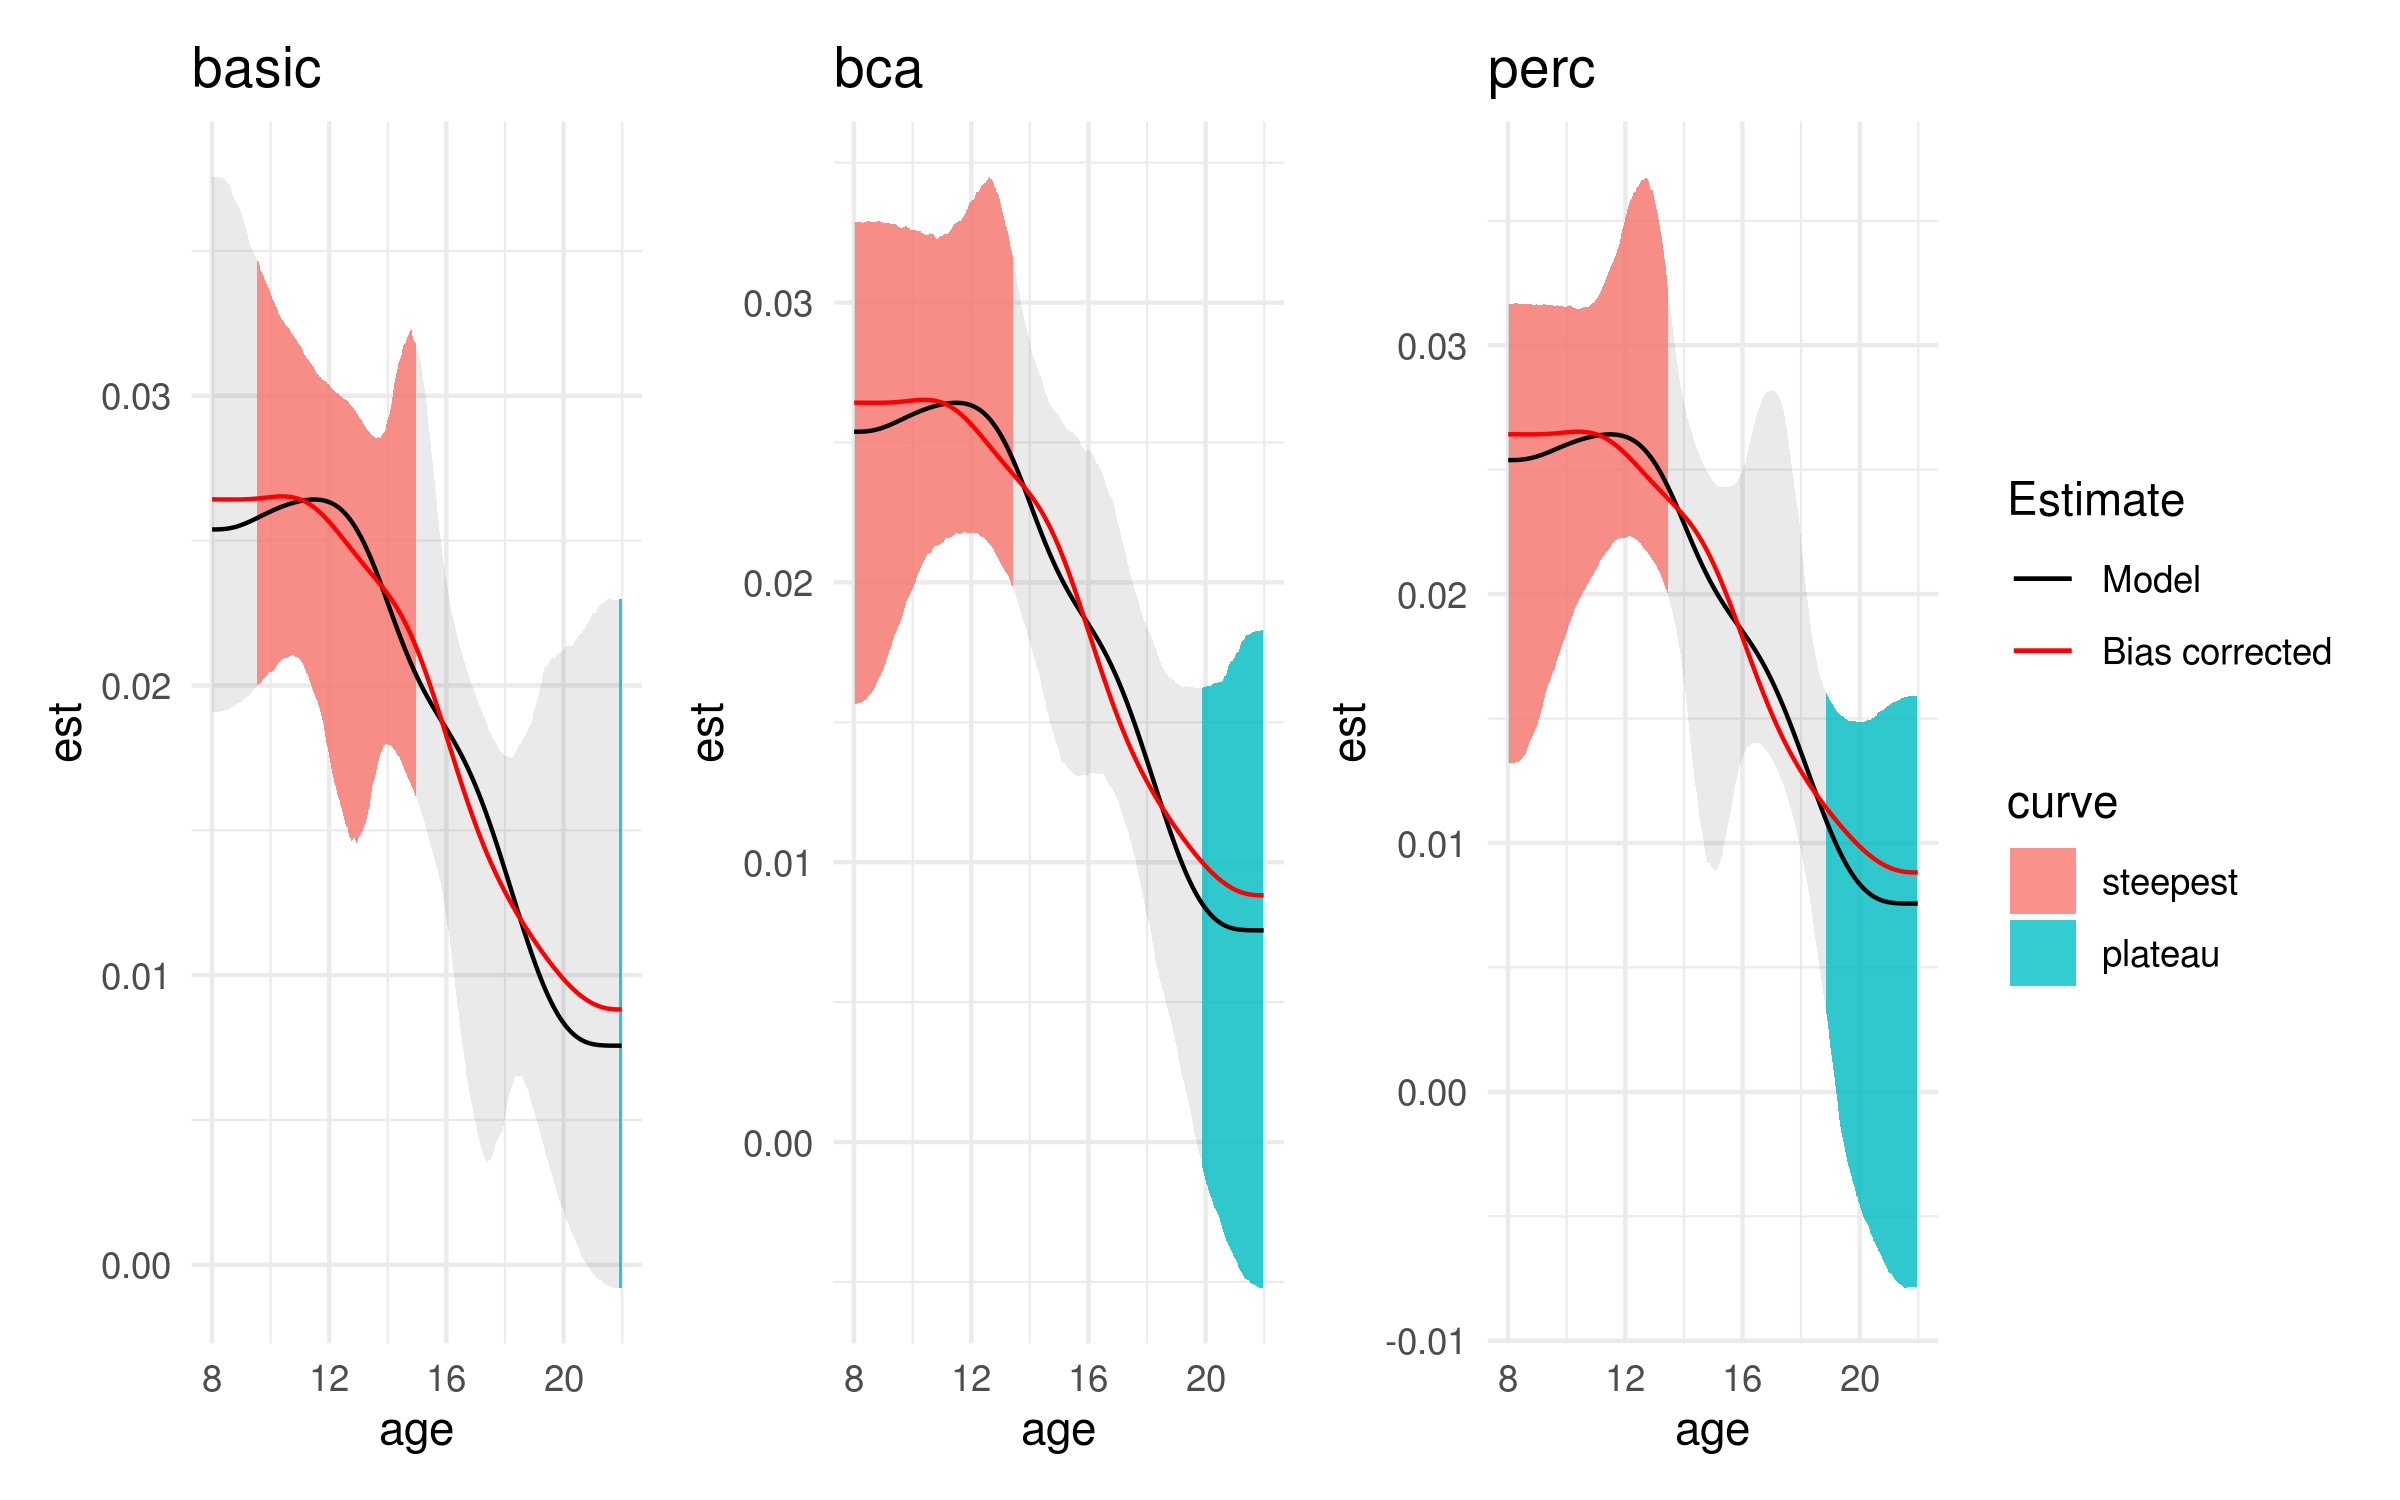 basic
bca
perc
est
0.03
0.02
0.01
0.00
8 12 16 20
age
est
0.03
0.02
0.01
0.00
8 12 16 20
age
est
0.03
0.02
0.01
0.00
-0.01
8 12 16 20
age
Estimate
Model
Bias corrected
curve
steepest
plateau